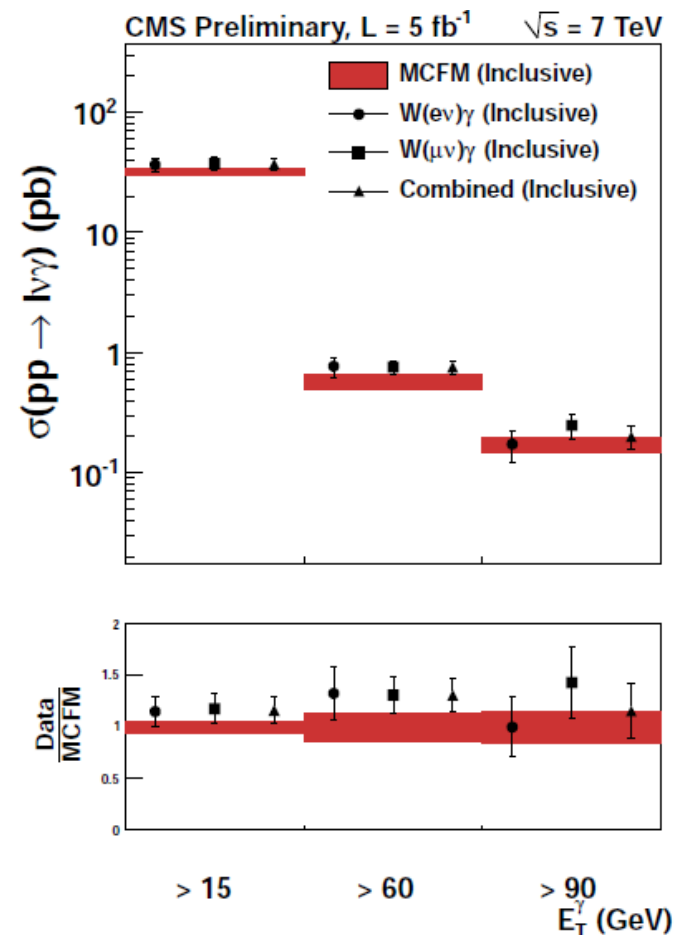 CMS Preliminary, L = 5 fb⁻¹ √s = 7 TeV
MCFM (Inclusive)
W(eν)γ (Inclusive)
W(μν)γ (Inclusive)
Combined (Inclusive)
σ(pp → lνγ) (pb)
10²
10
1
10⁻¹
Data
MCFM
2
1.5
1
0.5
0
> 15 > 60 > 90
E_T^γ (GeV)